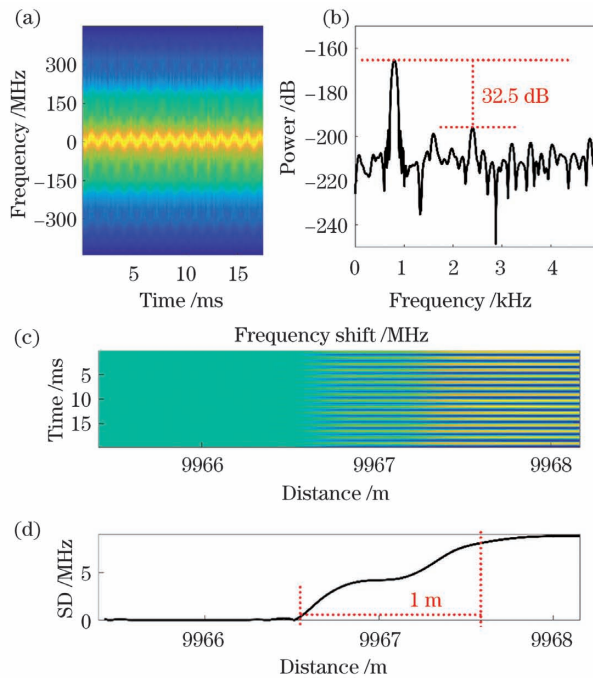 (a)
Frequency /MHz
300
150
0
−150
−300
5 10 15
Time /ms
(b)
Power /dB
−160
−180
−200
−220
−240
32.5 dB
0 1 2 3 4
Frequency /kHz
(c)
Frequency shift /MHz
Time /ms
5
10
15
9966 9967 9968
Distance /m
(d)
SD /MHz
5
0
1 m
9966 9967 9968
Distance /m